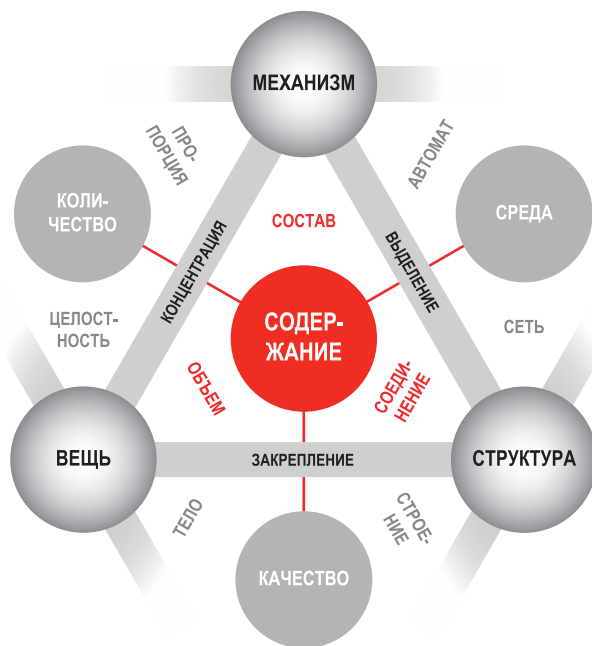 МЕХАНИЗМ
ПРО-
ПОРЦИЯ
АВТОМАТ
КОЛИ-
ЧЕСТВО
СРЕДА
СОСТАВ
КОНЦЕНТРАЦИЯ
ВЫДЕЛЕНИЕ
СОДЕР-
ЖАНИЕ
ЦЕЛОСТ-
НОСТЬ
СЕТЬ
ОБЪЕМ
СОЕДИ-
НЕНИЕ
ВЕЩЬ
ЗАКРЕПЛЕНИЕ
СТРУКТУРА
ТЕЛО
СТРОЕ-
НИЕ
КАЧЕСТВО